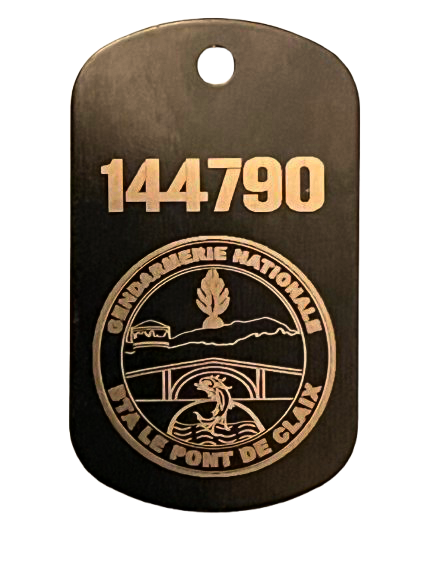 144790
GENDARMERIE NATIONALE
BTA LE PONT DE CLAIX